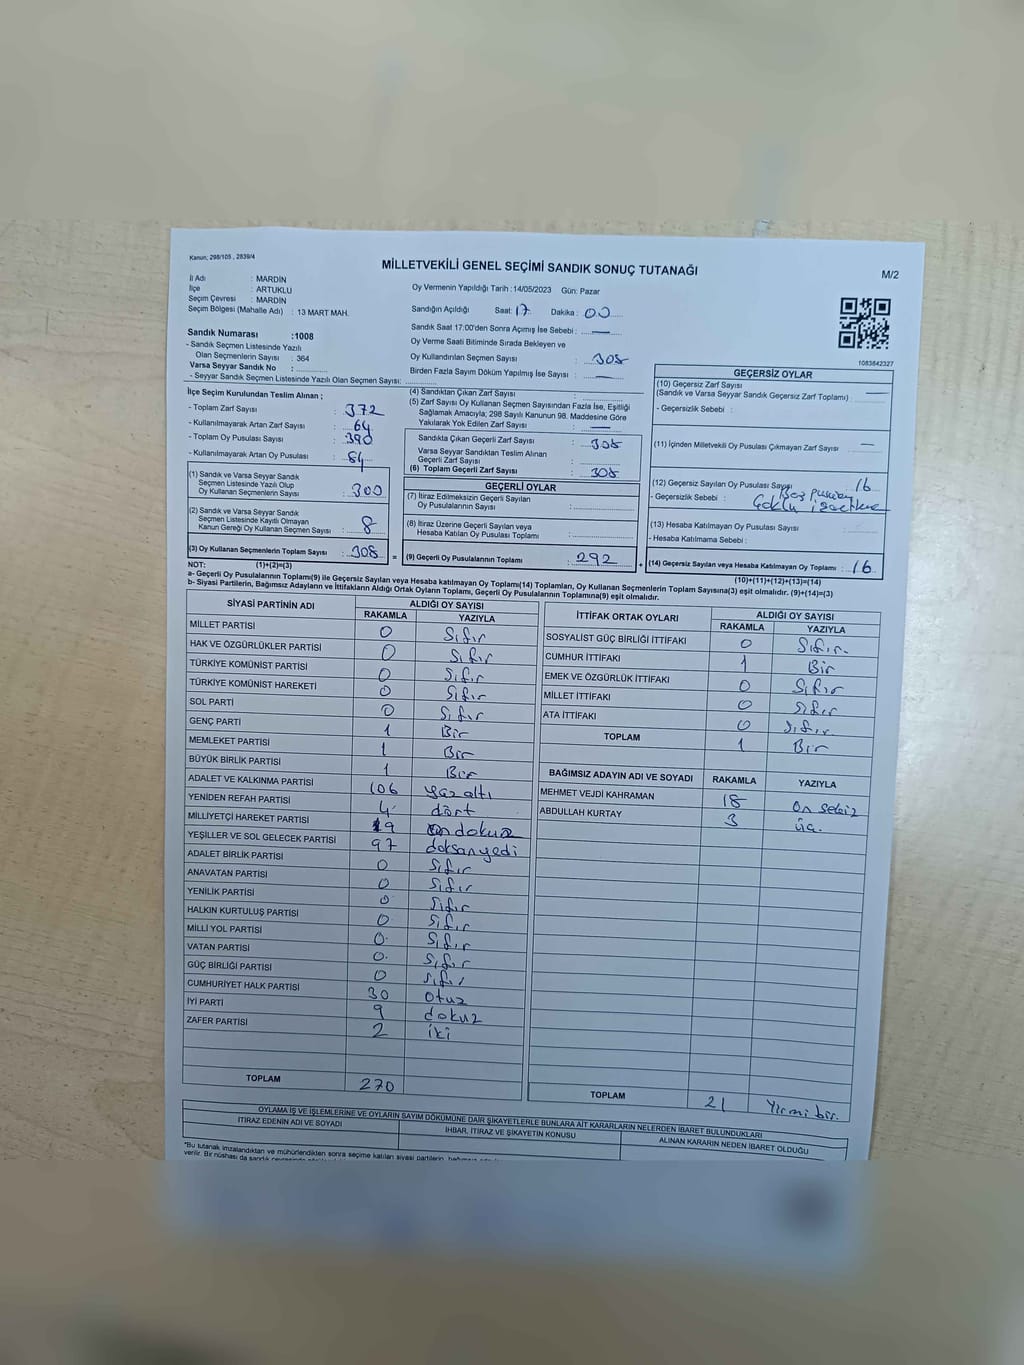 Kanun; 298/105 , 2839/4
MİLLETVEKİLİ GENEL SEÇİMİ SANDIK SONUÇ TUTANAĞI
M/2
İl Adı : MARDİN
İlçe : ARTUKLU
Seçim Çevresi : MARDİN
Seçim Bölgesi (Mahalle Adı) : 13 MART MAH.
Oy Vermenin Yapıldığı Tarih : 14/05/2023 Gün: Pazar
Sandığın Açıldığı Saat: 17 Dakika : 00
Sandık Saat 17:00'den Sonra Açımış İse Sebebi :
Oy Verme Saati Bitiminde Sırada Bekleyen ve
Oy Kullandırılan Seçmen Sayısı : 308
Birden Fazla Sayım Döküm Yapılmış İse Sayısı :
Sandık Numarası :1008
- Sandık Seçmen Listesinde Yazılı
Olan Seçmenlerin Sayısı : 364
Varsa Seyyar Sandık No :
- Seyyar Sandık Seçmen Listesinde Yazılı Olan Seçmen Sayısı:
1083642327
İlçe Seçim Kurulundan Teslim Alınan ;
- Toplam Zarf Sayısı : 372
- Kullanılmayarak Artan Zarf Sayısı : 64
- Toplam Oy Pusulası Sayısı : 390
- Kullanılmayarak Artan Oy Pusulası : 84
(1) Sandık ve Varsa Seyyar Sandık
Seçmen Listesinde Yazılı Olup
Oy Kullanan Seçmenlerin Sayısı : 300
(2) Sandık ve Varsa Seyyar Sandık
Seçmen Listesinde Kayıtlı Olmayan
Kanun Gereği Oy Kullanan Seçmen Sayısı : 8
(3) Oy Kullanan Seçmenlerin Toplam Sayısı : 308 =
(4) Sandıktan Çıkan Zarf Sayısı :
(5) Zarf Sayısı Oy Kullanan Seçmen Sayısından Fazla İse, Eşitliği
Sağlamak Amacıyla; 298 Sayılı Kanunun 98. Maddesine Göre
Yakılarak Yok Edilen Zarf Sayısı :
Sandıkta Çıkan Geçerli Zarf Sayısı : 308
Varsa Seyyar Sandıktan Teslim Alınan
Geçerli Zarf Sayısı :
(6) Toplam Geçerli Zarf Sayısı : 308
GEÇERLİ OYLAR
(7) İtiraz Edilmeksizin Geçerli Sayılan
Oy Pusulalarının Sayısı :
(8) İtiraz Üzerine Geçerli Sayılan veya
Hesaba Katılan Oy Pusulası Toplamı :
(9) Geçerli Oy Pusulalarının Toplamı : 292 +
GEÇERSİZ OYLAR
(10) Geçersiz Zarf Sayısı
(Sandık ve Varsa Seyyar Sandık Geçersiz Zarf Toplamı) :
- Geçersizlik Sebebi :
(11) İçinden Milletvekili Oy Pusulası Çıkmayan Zarf Sayısı :
(12) Geçersiz Sayılan Oy Pusulası Sayısı : 16
- Geçersizlik Sebebi :
(13) Hesaba Katılmayan Oy Pusulası Sayısı :
- Hesaba Katılmama Sebebi :
(14) Geçersiz Sayılan veya Hesaba Katılmayan Oy Toplamı : 16
NOT: (1)+(2)=(3)
(10)+(11)+(12)+(13)=(14)
a- Geçerli Oy Pusulalarının Toplamı(9) ile Geçersiz Sayılan veya Hesaba katılmayan Oy Toplamı(14) Toplamları, Oy Kullanan Seçmenlerin Toplam Sayısına(3) eşit olmalıdır. (9)+(14)=(3)
b- Siyasi Partilerin, Bağımsız Adayların ve İttifakların Aldığı Ortak Oyların Toplamı, Geçerli Oy Pusulalarının Toplamına(9) eşit olmalıdır.
SİYASİ PARTİNİN ADI ALDIĞI OY SAYISI
RAKAMLA YAZIYLA
MİLLET PARTİSİ 0 Sıfır
HAK VE ÖZGÜRLÜKLER PARTİSİ 0 Sıfır
TÜRKİYE KOMÜNİST PARTİSİ 0 Sıfır
TÜRKİYE KOMÜNİST HAREKETİ 0 Sıfır
SOL PARTİ 0 Sıfır
GENÇ PARTİ 1 Bir
MEMLEKET PARTİSİ 1 Bir
BÜYÜK BİRLİK PARTİSİ 1 Bir
ADALET VE KALKINMA PARTİSİ 106 Yüzaltı
YENİDEN REFAH PARTİSİ 4 dört
MİLLİYETÇİ HAREKET PARTİSİ 19 ondokuz
YEŞİLLER VE SOL GELECEK PARTİSİ 97 doksanyedi
ADALET BİRLİK PARTİSİ 0 Sıfır
ANAVATAN PARTİSİ 0 Sıfır
YENİLİK PARTİSİ 0 Sıfır
HALKIN KURTULUŞ PARTİSİ 0 Sıfır
MİLLİ YOL PARTİSİ 0 Sıfır
VATAN PARTİSİ 0 Sıfır
GÜÇ BİRLİĞİ PARTİSİ 0 Sıfır
CUMHURİYET HALK PARTİSİ 30 otuz
İYİ PARTİ 9 dokuz
ZAFER PARTİSİ 2 iki
TOPLAM 270
İTTİFAK ORTAK OYLARI ALDIĞI OY SAYISI
RAKAMLA YAZIYLA
SOSYALİST GÜÇ BİRLİĞİ İTTİFAKI 0 Sıfır
CUMHUR İTTİFAKI 1 Bir
EMEK VE ÖZGÜRLÜK İTTİFAKI 0 Sıfır
MİLLET İTTİFAKI 0 Sıfır
ATA İTTİFAKI 0 Sıfır
TOPLAM 1 Bir
BAĞIMSIZ ADAYIN ADI VE SOYADI RAKAMLA YAZIYLA
MEHMET VEJDİ KAHRAMAN 18 On sekiz
ABDULLAH KURTAY 3 üç.
TOPLAM 21 Yirmi bir.
OYLAMA İŞ VE İŞLEMLERİNE VE OYLARIN SAYIM DÖKÜMÜNE DAİR ŞİKAYETLERLE BUNLARA AİT KARARLARIN NELERDEN İBARET BULUNDUKLARI
İTİRAZ EDENİN ADI VE SOYADI İHBAR, İTİRAZ VE ŞİKAYETİN KONUSU ALINAN KARARIN NEDEN İBARET OLDUĞU
*Bu tutanak imzalandıktan ve mühürlendikten sonra seçime katılan siyasi partilerin,